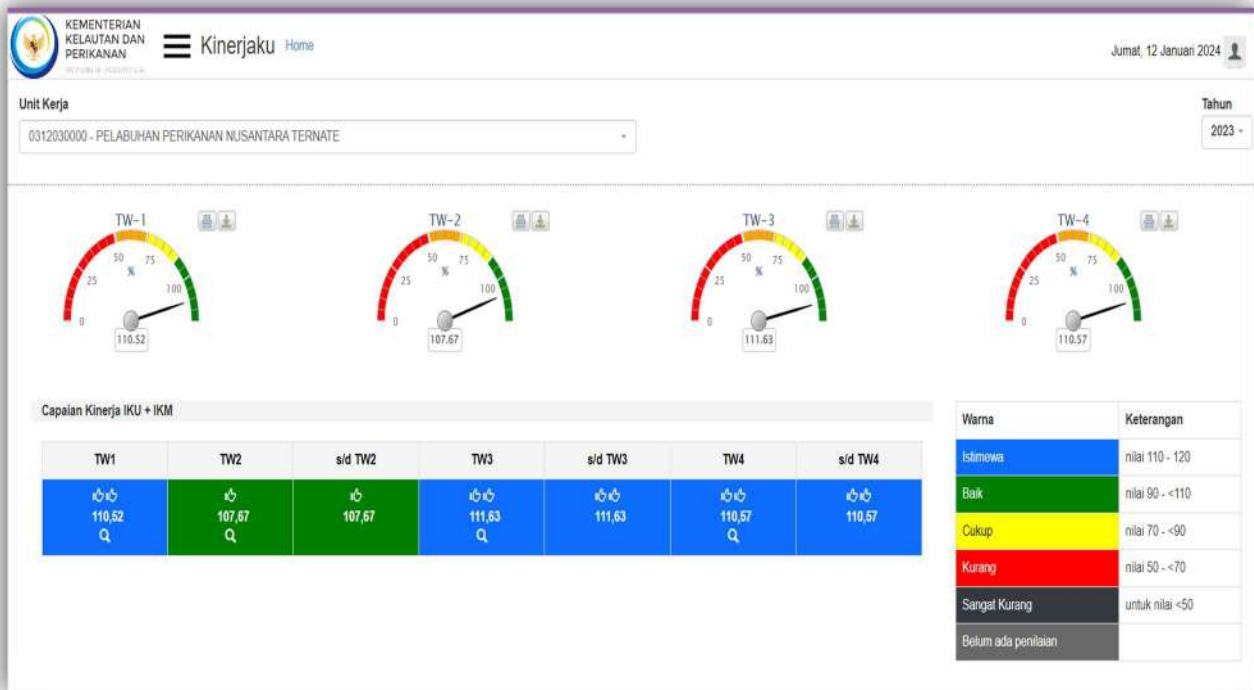 KEMENTERIAN
KELAUTAN DAN
PERIKANAN
Kinerjaku Home
Jumat, 12 Januari 2024
Unit Kerja
Tahun
0312030000 - PELABUHAN PERIKANAN NUSANTARA TERNATE
2023
TW-1
0 25 50 75 100
%
110.52
TW-2
0 25 50 75 100
%
107.67
TW-3
0 25 50 75 100
%
111.63
TW-4
0 25 50 75 100
%
110.57
Capaian Kinerja IKU + IKM
TW1 TW2 s/d TW2 TW3 s/d TW3 TW4 s/d TW4
110,52 107,67 107,67 111,63 111,63 110,57 110,57
Warna Keterangan
Istimewa nilai 110 - 120
Baik nilai 90 - <110
Cukup nilai 70 - <90
Kurang nilai 50 - <70
Sangat Kurang untuk nilai <50
Belum ada penilaian